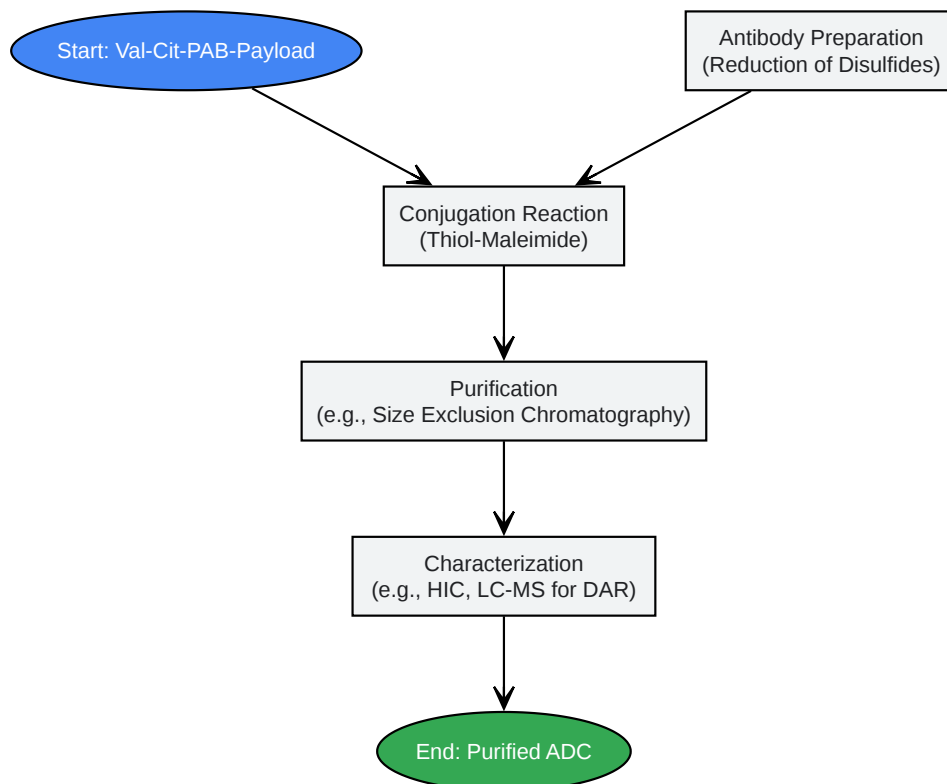 Start: Val-Cit-PAB-Payload
Antibody Preparation
(Reduction of Disulfides)
Conjugation Reaction
(Thiol-Maleimide)
Purification
(e.g., Size Exclusion Chromatography)
Characterization
(e.g., HIC, LC-MS for DAR)
End: Purified ADC